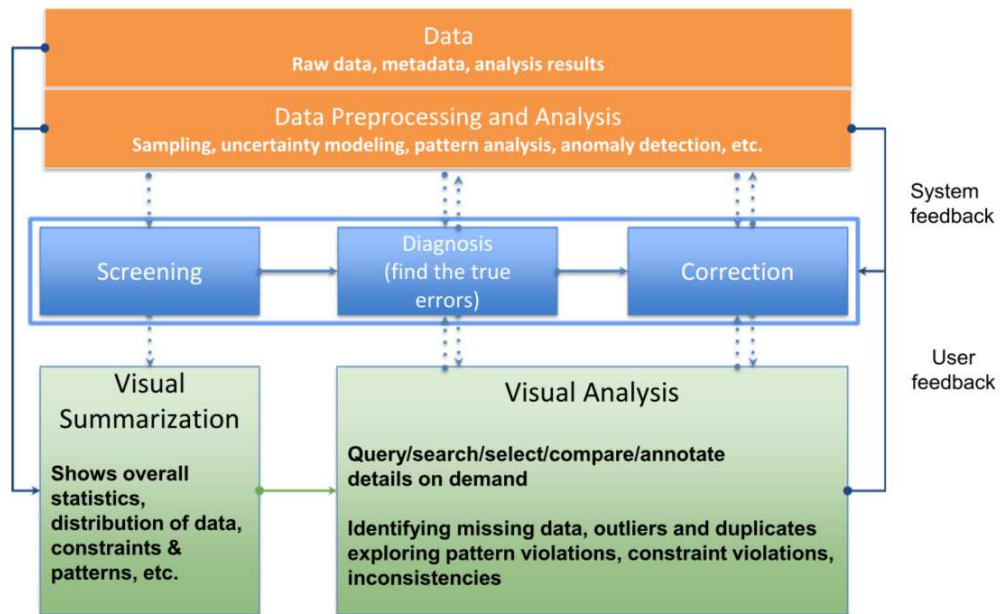 Data
Raw data, metadata, analysis results
Data Preprocessing and Analysis
Sampling, uncertainty modeling, pattern analysis, anomaly detection, etc.
System
feedback
Screening
Diagnosis
(find the true
errors)
Correction
User
feedback
Visual
Summarization
Shows overall
statistics,
distribution of data,
constraints &
patterns, etc.
Visual Analysis
Query/search/select/compare/annotate
details on demand
Identifying missing data, outliers and duplicates
exploring pattern violations, constraint violations,
inconsistencies